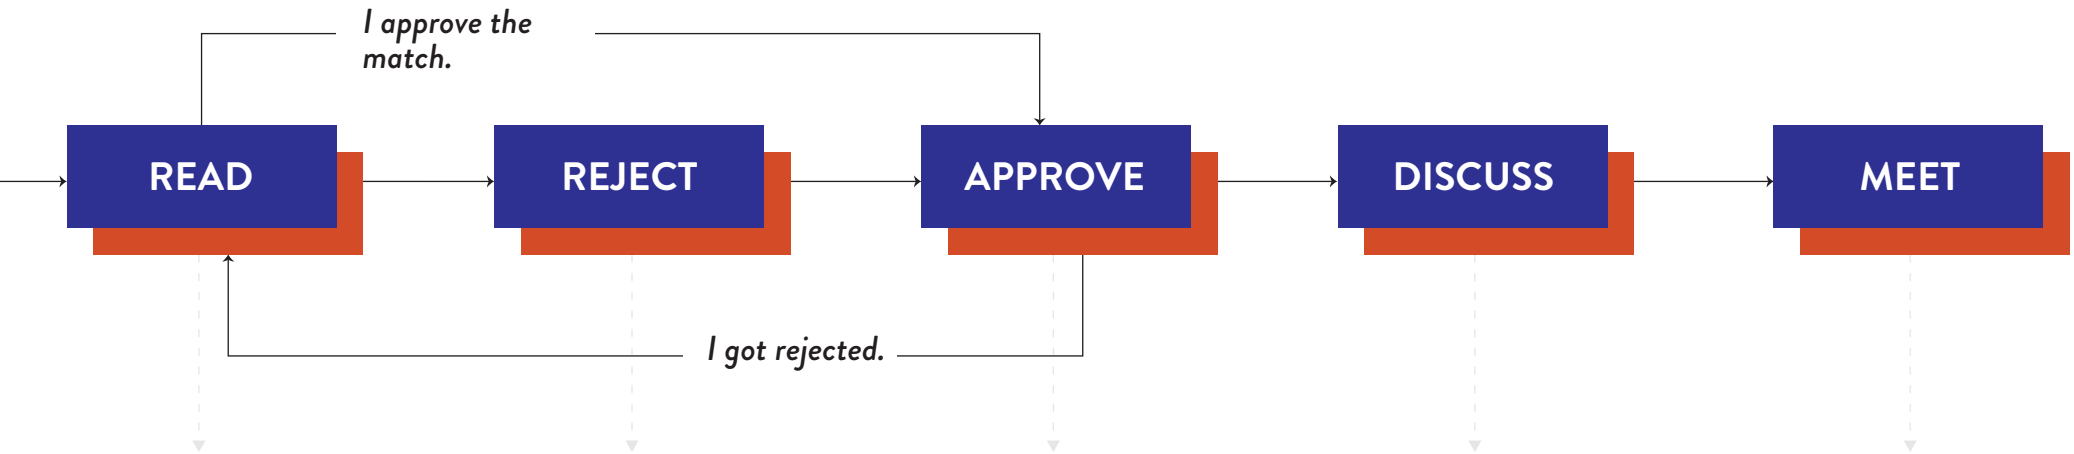 I approve the
match.
READ
REJECT
APPROVE
DISCUSS
MEET
I got rejected.